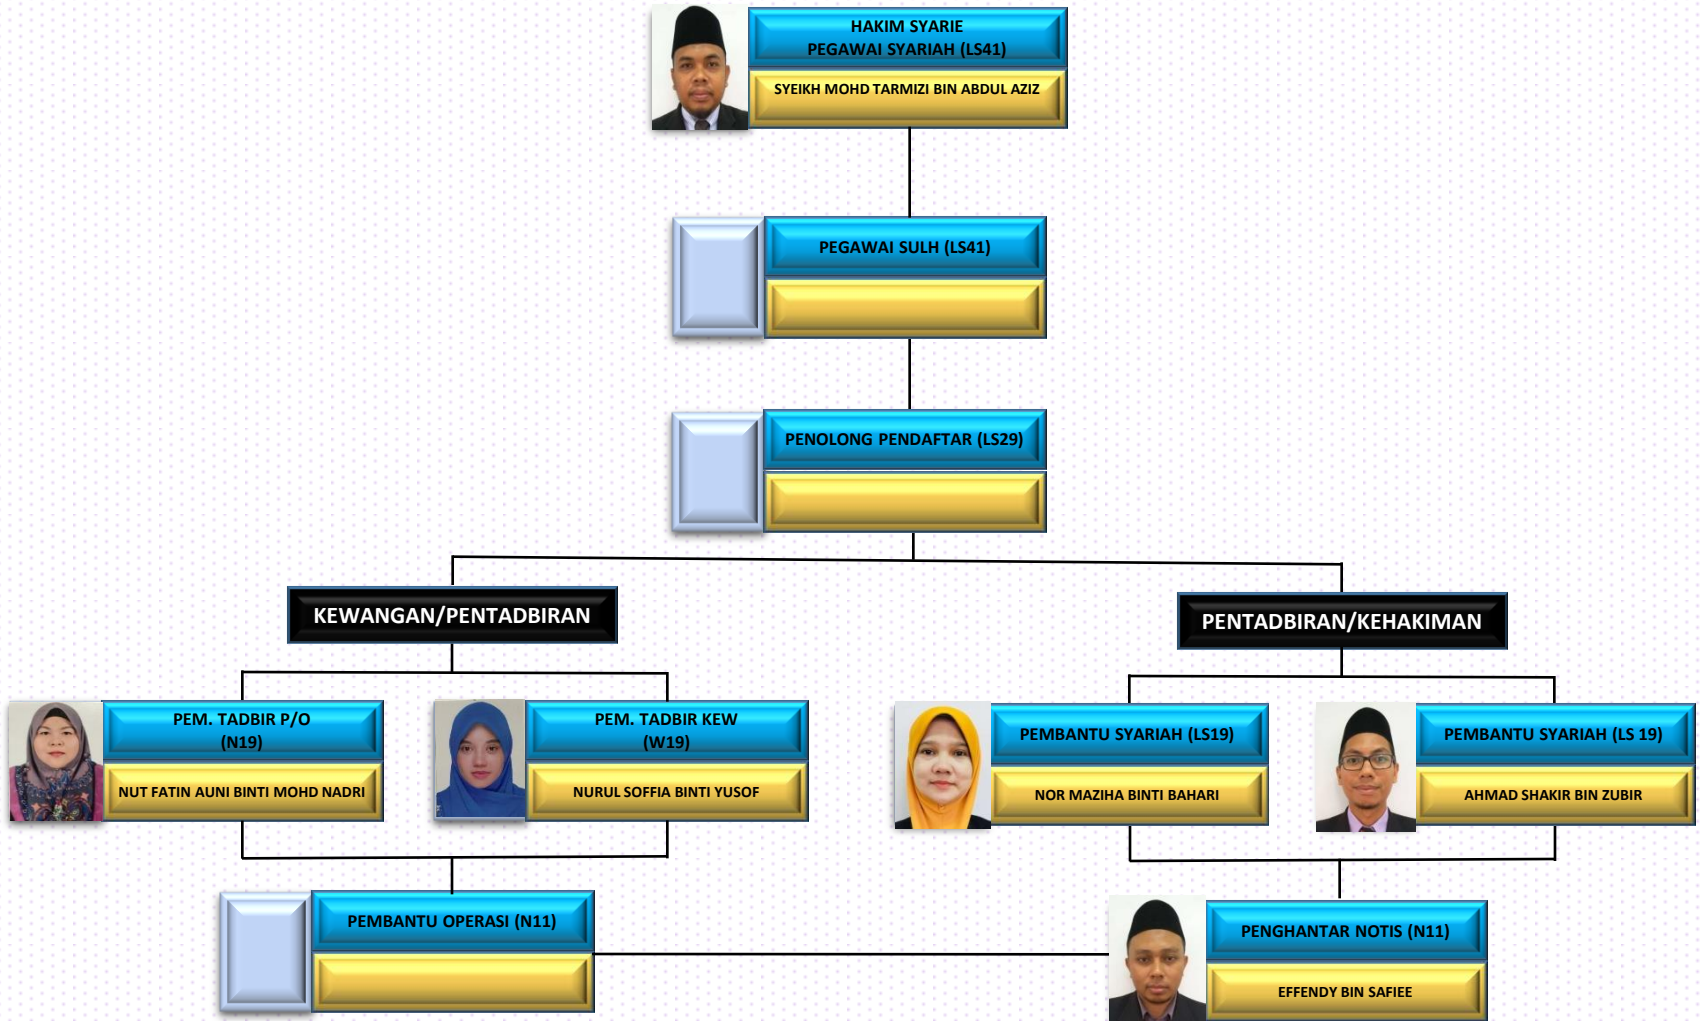 HAKIM SYARIE
PEGAWAI SYARIAH (LS41)
SYEIKH MOHD TARMIZI BIN ABDUL AZIZ
PEGAWAI SULH (LS41)
PENOLONG PENDAFTAR (LS29)
KEWANGAN/PENTADBIRAN
PENTADBIRAN/KEHAKIMAN
PEM. TADBIR P/O
(N19)
NUT FATIN AUNI BINTI MOHD NADRI
PEM. TADBIR KEW
(W19)
NURUL SOFFIA BINTI YUSOF
PEMBANTU SYARIAH (LS19)
NOR MAZIHA BINTI BAHARI
PEMBANTU SYARIAH (LS 19)
AHMAD SHAKIR BIN ZUBIR
PEMBANTU OPERASI (N11)
PENGHANTAR NOTIS (N11)
EFFENDY BIN SAFIEE